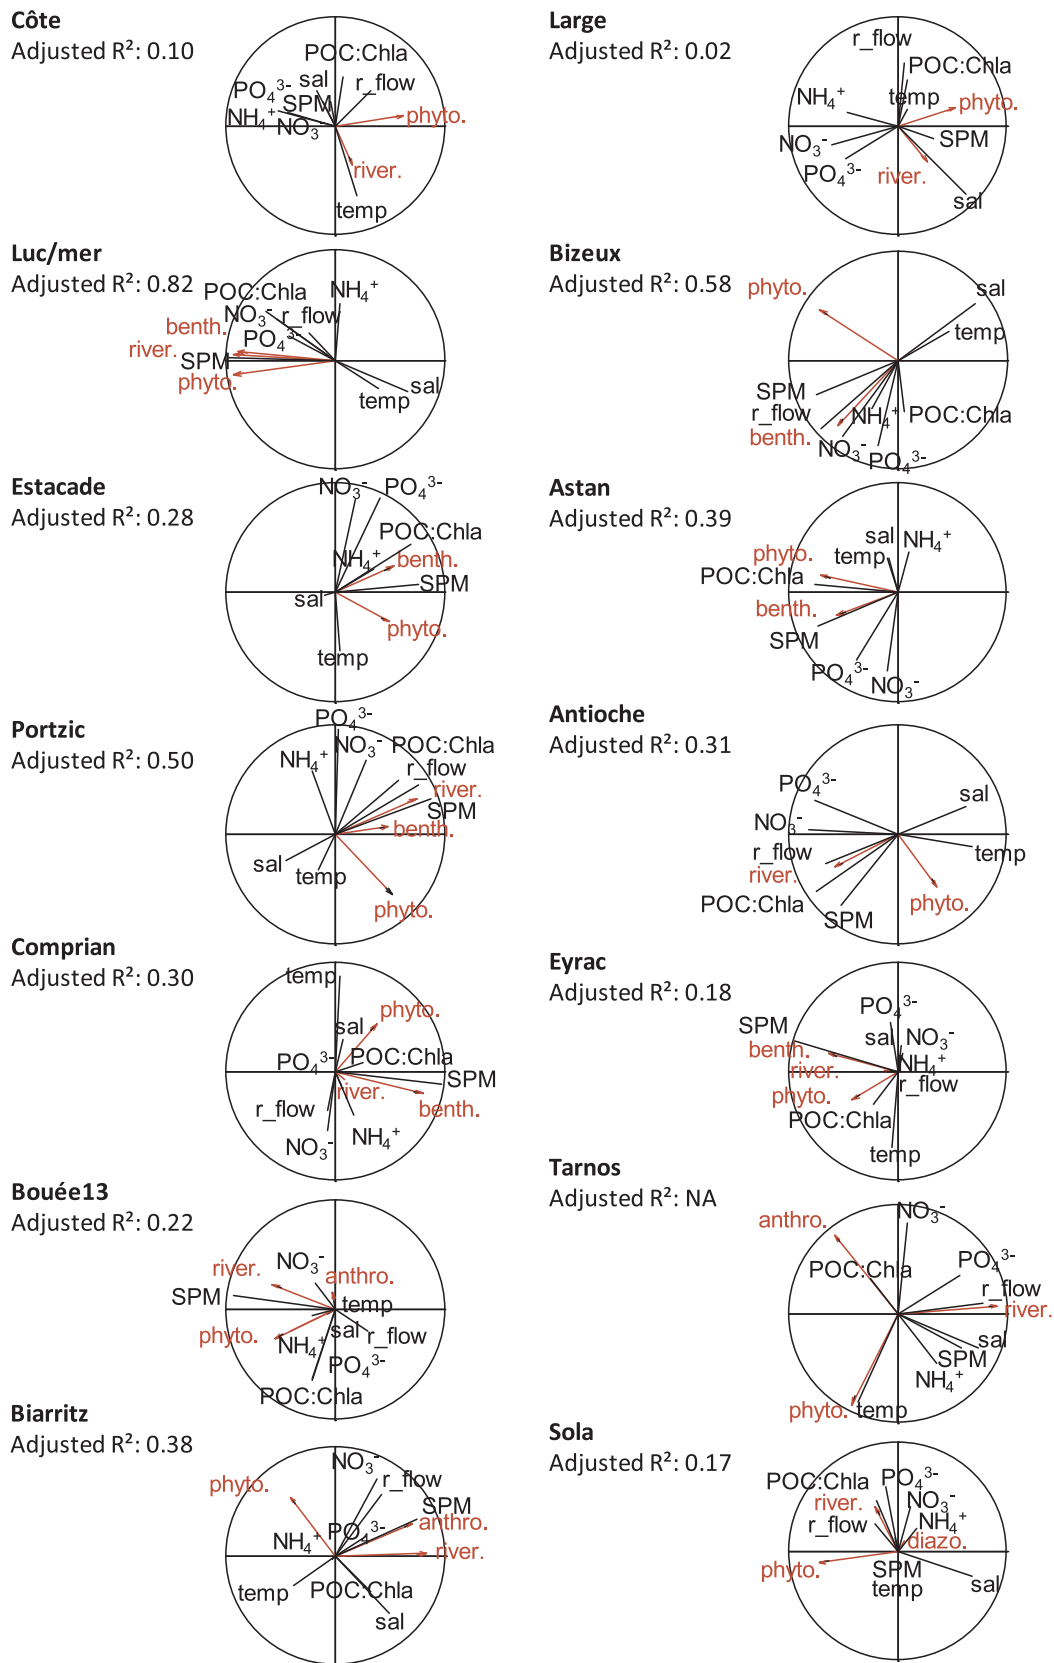 Côte
Adjusted R²: 0.10
POC:Chla
sal
r_flow
PO₄³⁻
SPM
NH₄⁺
NO₃⁻
phyto.
river.
temp
Large
Adjusted R²: 0.02
r_flow
POC:Chla
NH₄⁺
temp
phyto.
NO₃⁻
SPM
PO₄³⁻
river.
sal
Luc/mer
Adjusted R²: 0.82
POC:Chla
NH₄⁺
NO₃⁻
r_flow
benth.
PO₄³⁻
river.
SPM
phyto.
sal
temp
Bizeux
Adjusted R²: 0.58
phyto.
sal
temp
SPM
r_flow
NH₄⁺
POC:Chla
benth.
NO₃⁻
PO₄³⁻
Estacade
Adjusted R²: 0.28
NO₃⁻
PO₄³⁻
POC:Chla
NH₄⁺
benth.
SPM
sal
phyto.
temp
Astan
Adjusted R²: 0.39
sal
NH₄⁺
phyto.
temp
POC:Chla
benth.
SPM
PO₄³⁻
NO₃⁻
Portzic
Adjusted R²: 0.50
PO₄³⁻
NO₃⁻
POC:Chla
NH₄⁺
r_flow
river.
SPM
benth.
sal
temp
phyto.
Antioche
Adjusted R²: 0.31
PO₄³⁻
sal
NO₃⁻
r_flow
temp
river.
POC:Chla
phyto.
SPM
Comprian
Adjusted R²: 0.30
temp
phyto.
sal
PO₄³⁻
POC:Chla
SPM
river.
benth.
r_flow
NO₃⁻
NH₄⁺
Eyrac
Adjusted R²: 0.18
PO₄³⁻
SPM
sal
NO₃⁻
benth.
river.
NH₄⁺
r_flow
phyto.
POC:Chla
temp
Bouée13
Adjusted R²: 0.22
NO₃⁻
river.
anthro.
SPM
temp
phyto.
sal
r_flow
NH₄⁺
PO₄³⁻
POC:Chla
Tarnos
Adjusted R²: NA
anthro.
NO₃⁻
PO₄³⁻
POC:Chla
r_flow
river.
sal
SPM
NH₄⁺
phyto.
temp
Biarritz
Adjusted R²: 0.38
NO₃⁻
r_flow
phyto.
SPM
PO₄³⁻
anthro.
NH₄⁺
river.
temp
POC:Chla
sal
Sola
Adjusted R²: 0.17
POC:Chla
PO₄³⁻
river.
NO₃⁻
r_flow
NH₄⁺
diazo.
phyto.
SPM
temp
sal